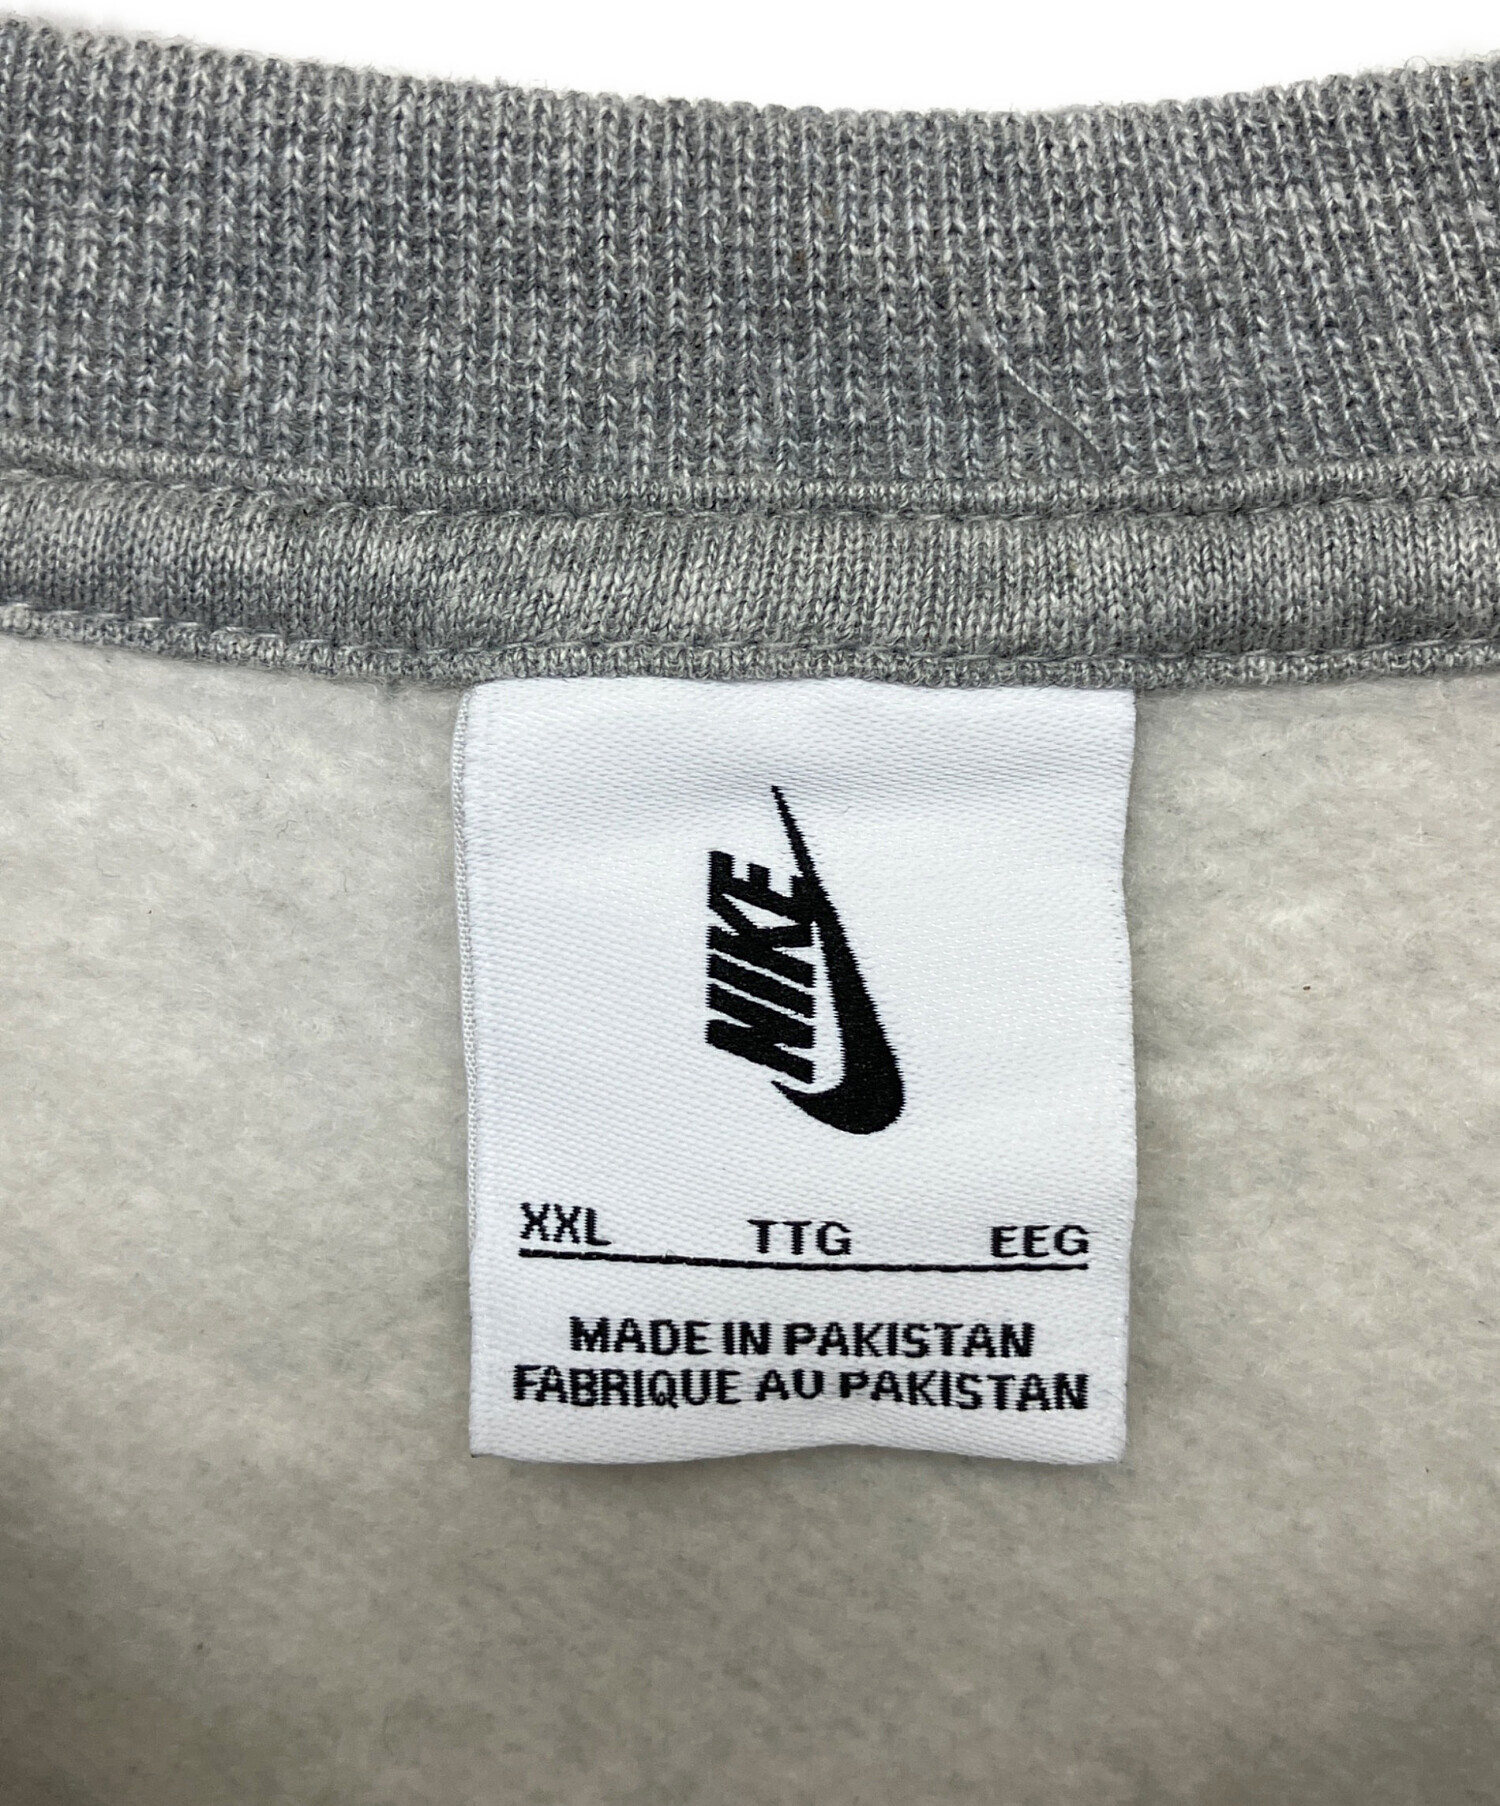 NIKE
XXL TTG EEG
MADE IN PAKISTAN
FABRIQUE AU PAKISTAN